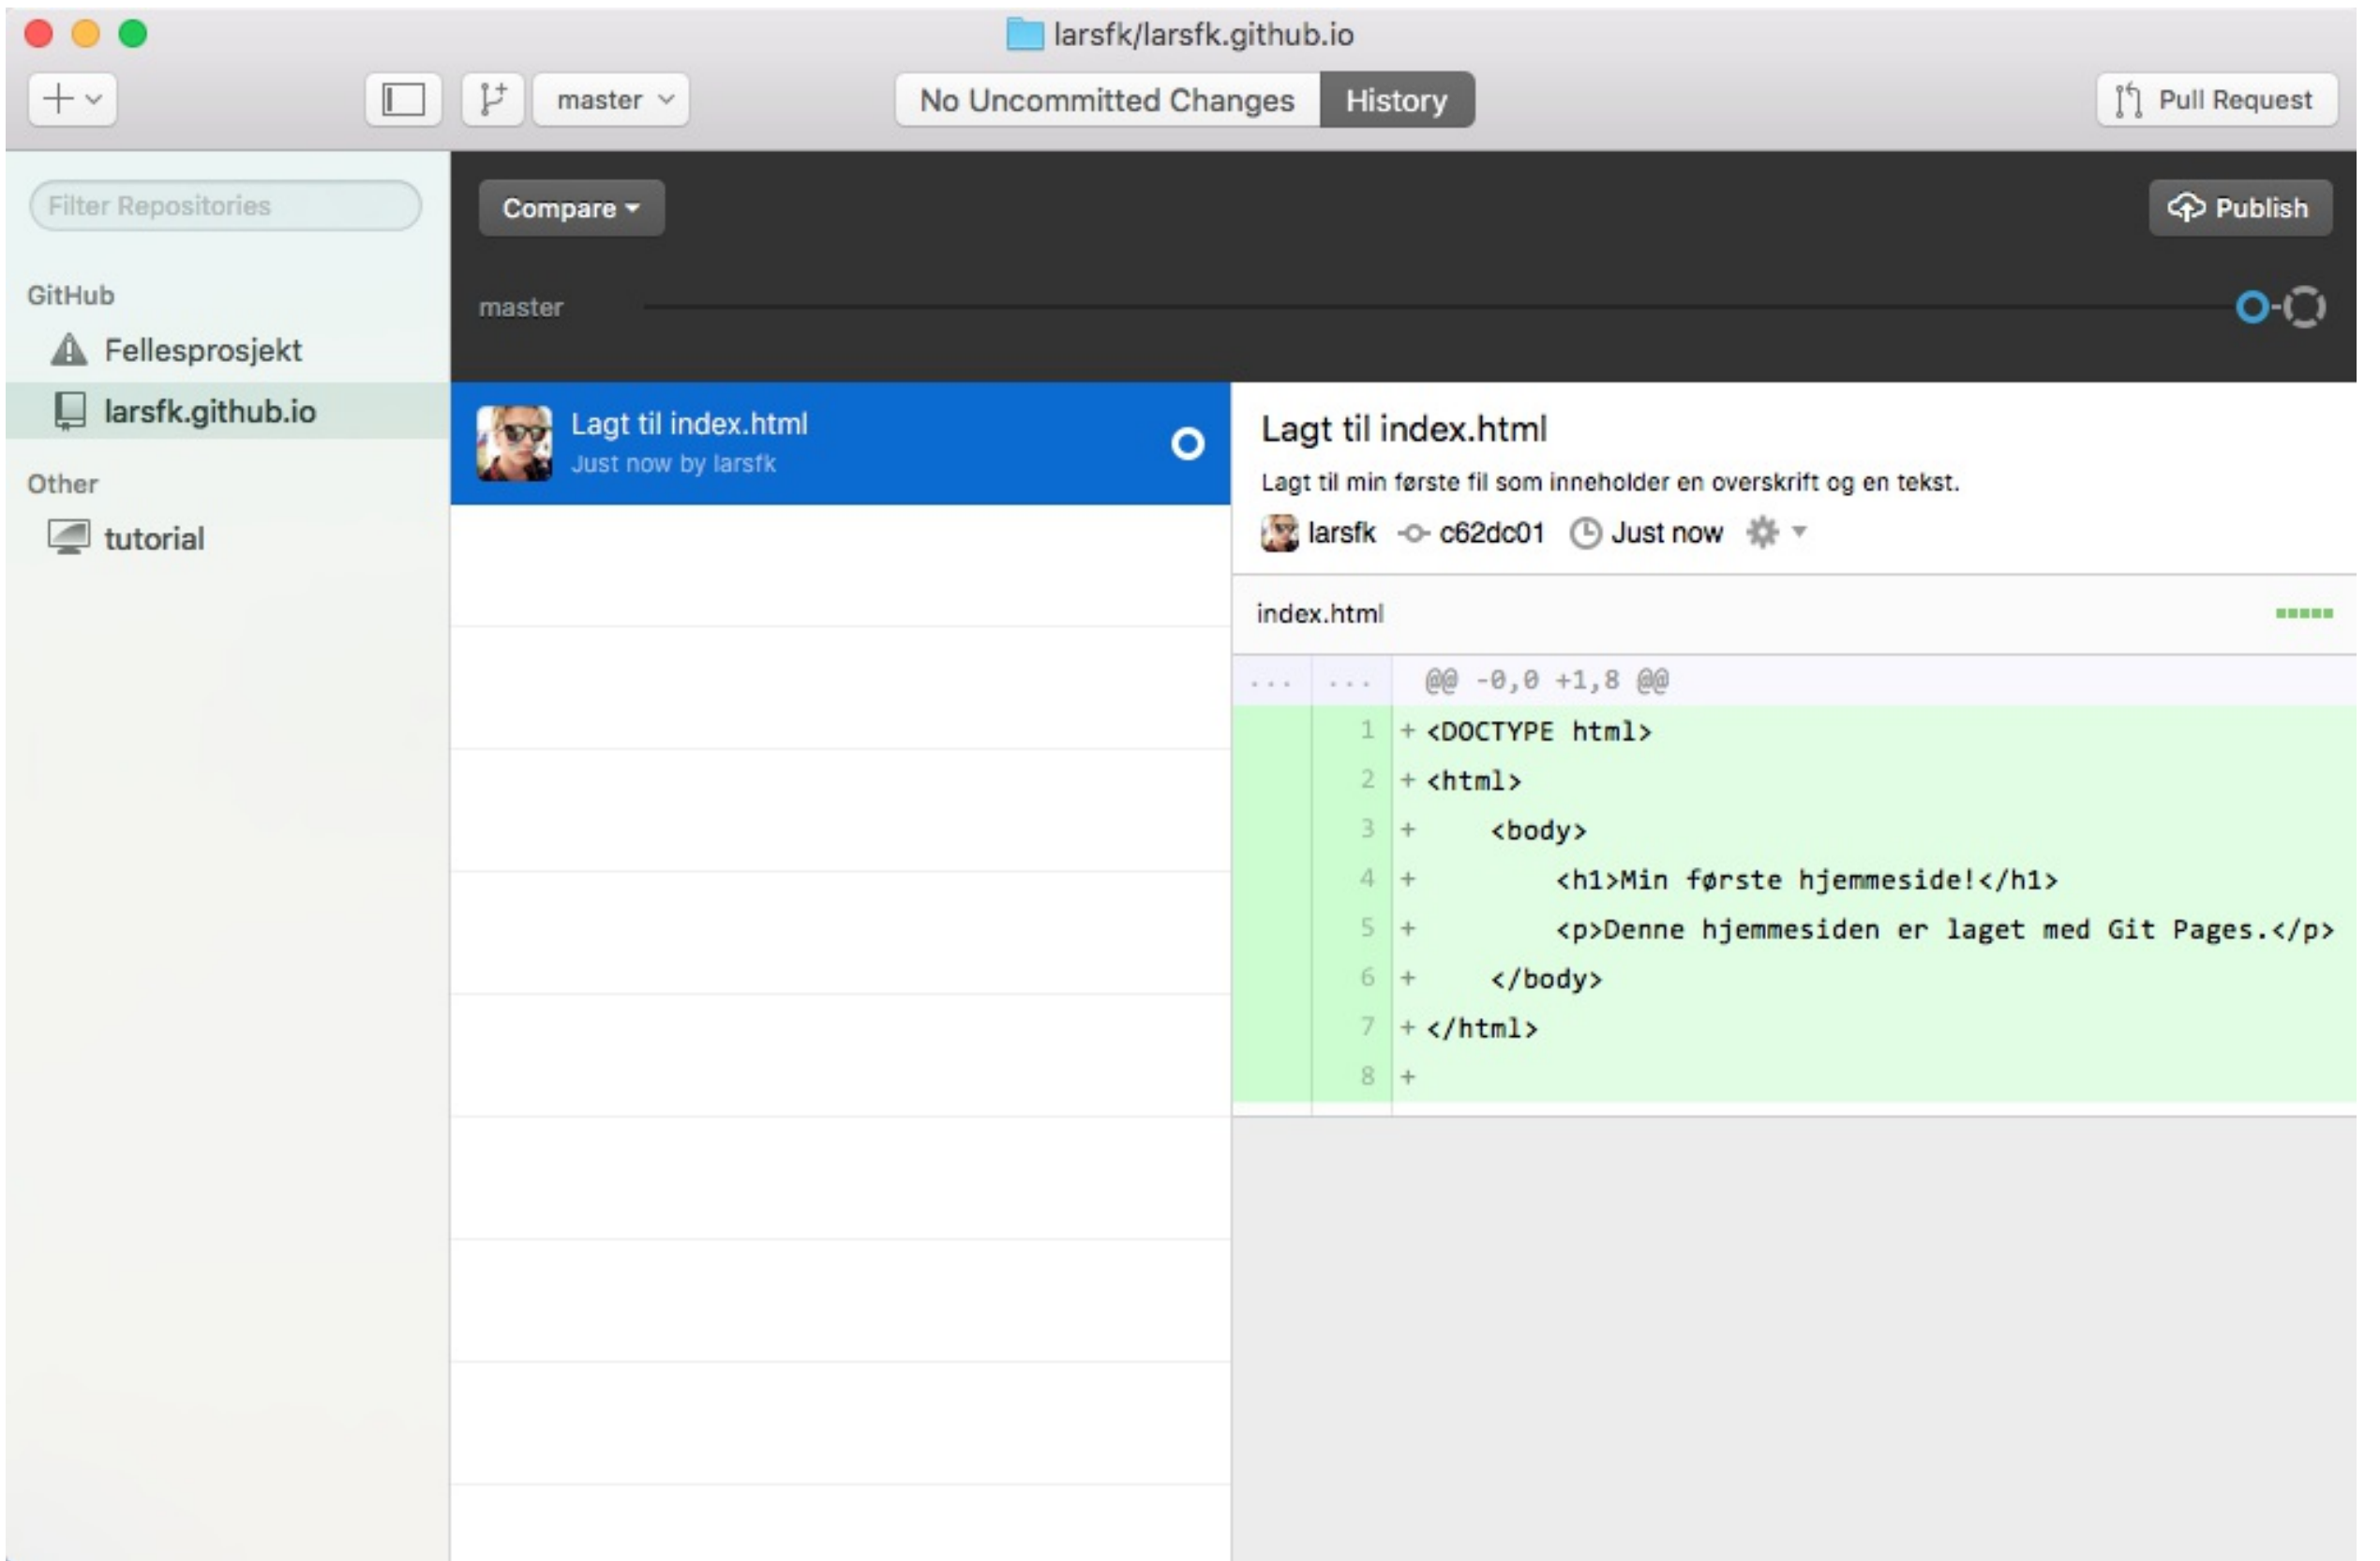 larsfk/larsfk.github.io
master
No Uncommitted Changes
History
Pull Request
Filter Repositories
GitHub
Fellesprosjekt
larsfk.github.io
Other
tutorial
Compare
Publish
master
Lagt til index.html
Just now by larsfk
Lagt til index.html
Lagt til min første fil som inneholder en overskrift og en tekst.
larsfk c62dc01 Just now
index.html
... ... @@ -0,0 +1,8 @@
1 +<DOCTYPE html>
2 +<html>
3 +    <body>
4 +        <h1>Min første hjemmeside!</h1>
5 +        <p>Denne hjemmesiden er laget med Git Pages.</p>
6 +    </body>
7 +</html>
8 +